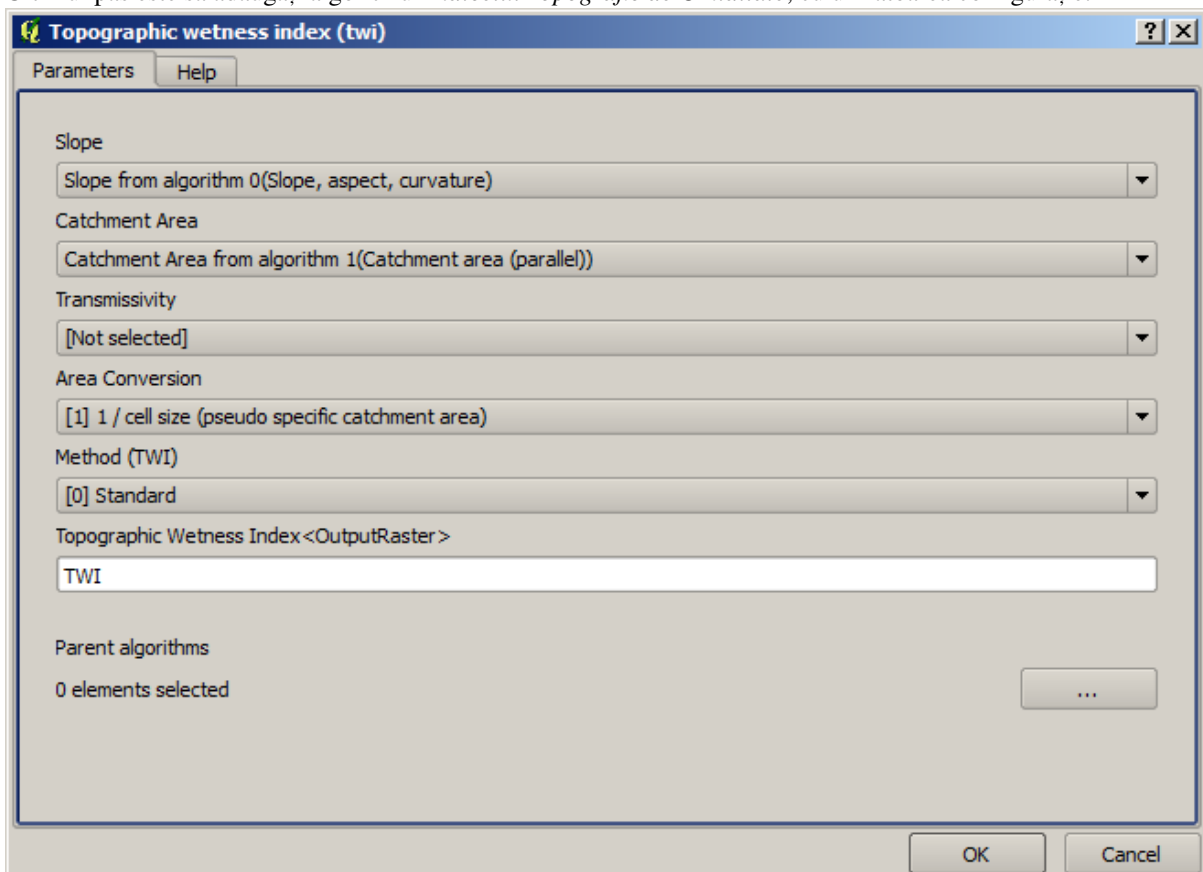 Topographic wetness index (twi)
Parameters Help
Slope
Slope from algorithm 0(Slope, aspect, curvature)
Catchment Area
Catchment Area from algorithm 1(Catchment area (parallel))
Transmissivity
[Not selected]
Area Conversion
[1] 1 / cell size (pseudo specific catchment area)
Method (TWI)
[0] Standard
Topographic Wetness Index<OutputRaster>
TWI
Parent algorithms
0 elements selected
...
OK Cancel